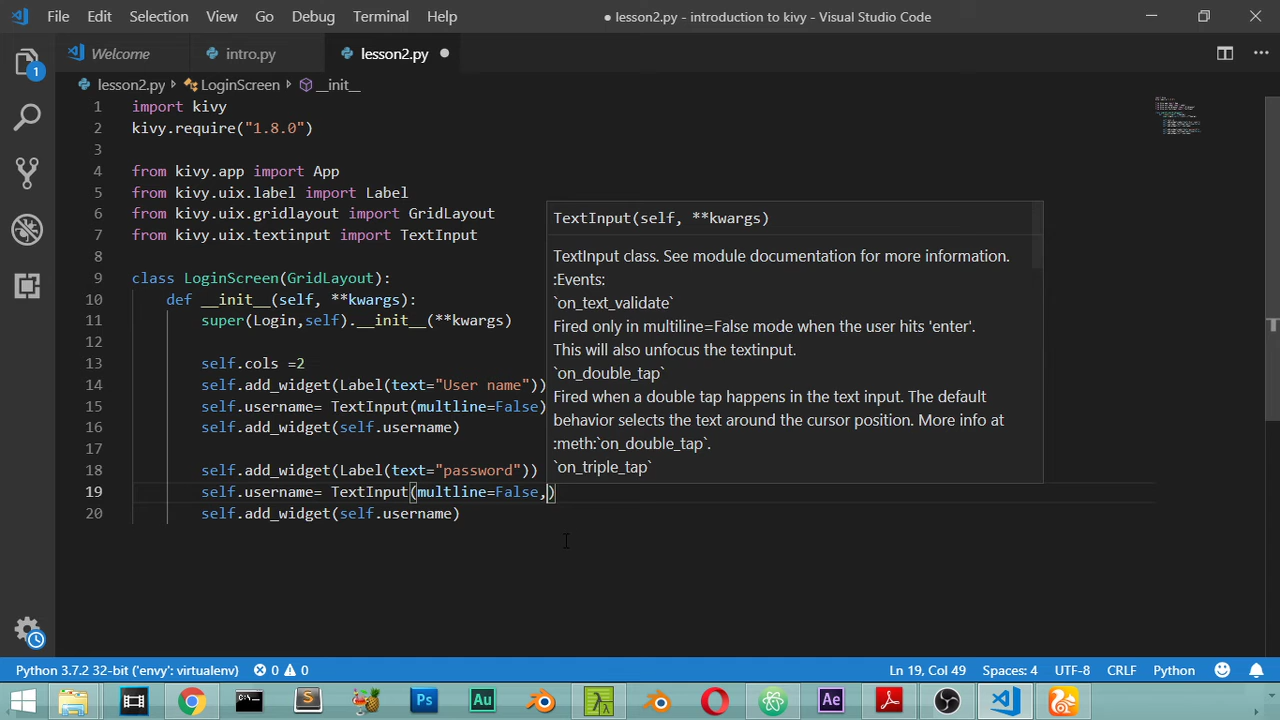 File Edit Selection View Go Debug Terminal Help ● lesson2.py - introduction to kivy - Visual Studio Code
Welcome intro.py lesson2.py
1
lesson2.py LoginScreen __init__
1 import kivy
2 kivy.require("1.8.0")
3
4 from kivy.app import App
5 from kivy.uix.label import Label
6 from kivy.uix.gridlayout import GridLayout
7 from kivy.uix.textinput import TextInput
8
9 class LoginScreen(GridLayout):
10 def __init__(self, **kwargs):
11 super(Login,self).__init__(**kwargs)
12
13 self.cols =2
14 self.add_widget(Label(text="User name"))
15 self.username= TextInput(multline=False)
16 self.add_widget(self.username)
17
18 self.add_widget(Label(text="password"))
19 self.username= TextInput(multline=False,)
20 self.add_widget(self.username)
TextInput(self, **kwargs)
TextInput class. See module documentation for more information.
:Events:
`on_text_validate`
Fired only in multiline=False mode when the user hits 'enter'.
This will also unfocus the textinput.
`on_double_tap`
Fired when a double tap happens in the text input. The default
behavior selects the text around the cursor position. More info at
:meth:`on_double_tap`.
`on_triple_tap`
Python 3.7.2 32-bit ('envy': virtualenv) 0 0 Ln 19, Col 49 Spaces: 4 UTF-8 CRLF Python
Ps Au Ae